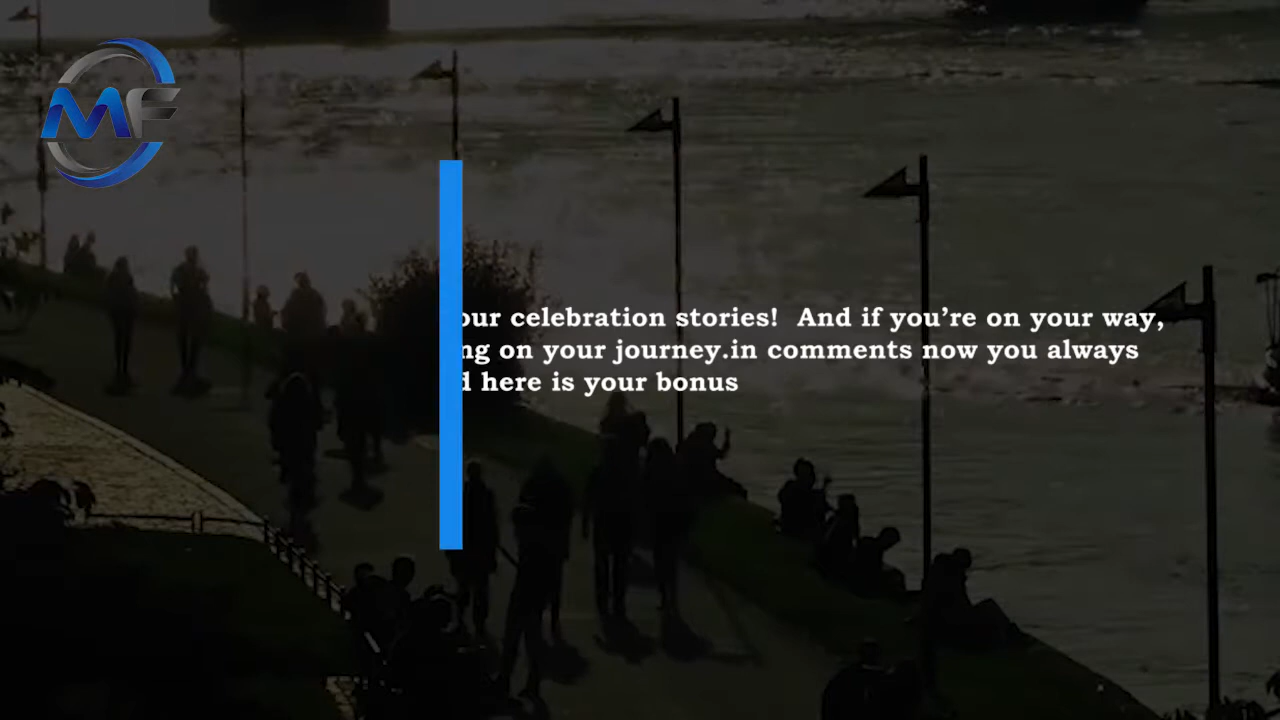 MF
our celebration stories! And if you’re on your way,
ng on your journey.in comments now you always
d here is your bonus